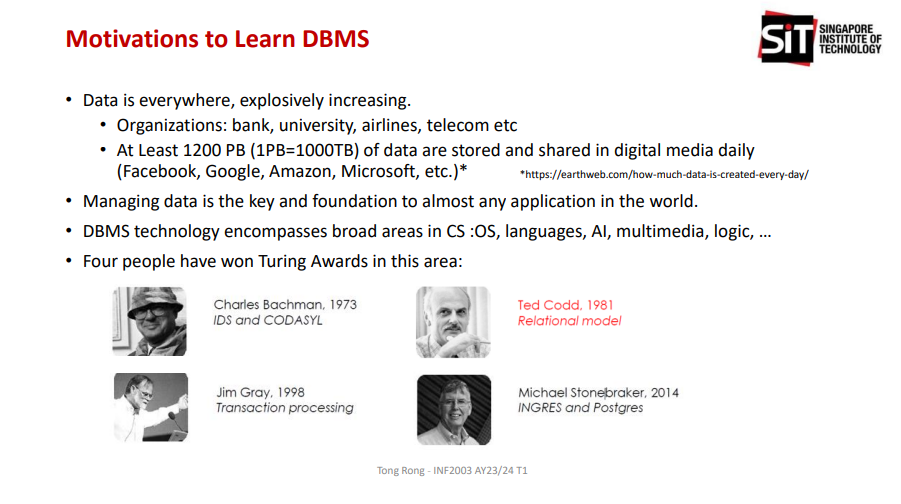 Motivations to Learn DBMS
SiT SINGAPORE
INSTITUTE OF
TECHNOLOGY
• Data is everywhere, explosively increasing.
• Organizations: bank, university, airlines, telecom etc
• At Least 1200 PB (1PB=1000TB) of data are stored and shared in digital media daily
(Facebook, Google, Amazon, Microsoft, etc.)*
*https://earthweb.com/how-much-data-is-created-every-day/
• Managing data is the key and foundation to almost any application in the world.
• DBMS technology encompasses broad areas in CS :OS, languages, AI, multimedia, logic, …
• Four people have won Turing Awards in this area:
Charles Bachman, 1973
IDS and CODASYL
Ted Codd, 1981
Relational model
Jim Gray, 1998
Transaction processing
Michael Stonebraker, 2014
INGRES and Postgres
Tong Rong - INF2003 AY23/24 T1